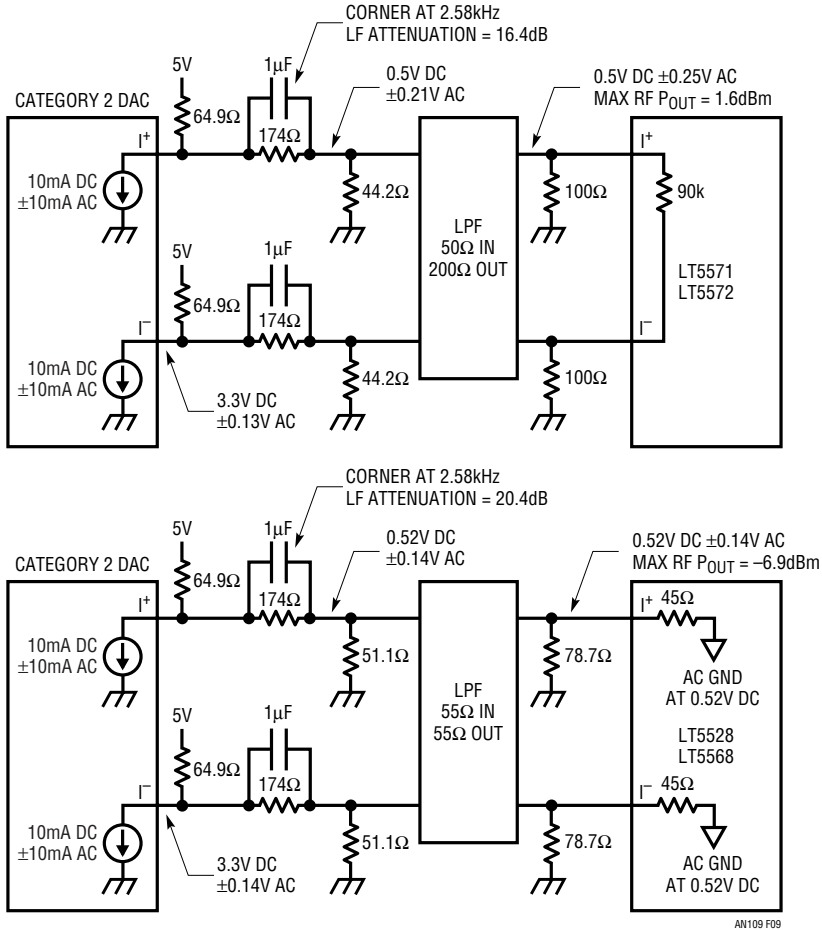 CORNER AT 2.58kHz
LF ATTENUATION = 16.4dB
5V
1µF
0.5V DC
±0.21V AC
0.5V DC ±0.25V AC
MAX RF POUT = 1.6dBm
CATEGORY 2 DAC
64.9Ω
174Ω
I+
I+
10mA DC
±10mA AC
44.2Ω
100Ω
90k
LPF
50Ω IN
200Ω OUT
LT5571
LT5572
5V
1µF
64.9Ω
174Ω
I–
I–
10mA DC
±10mA AC
44.2Ω
100Ω
3.3V DC
±0.13V AC
CORNER AT 2.58kHz
LF ATTENUATION = 20.4dB
5V
1µF
0.52V DC
±0.14V AC
0.52V DC ±0.14V AC
MAX RF POUT = –6.9dBm
CATEGORY 2 DAC
64.9Ω
174Ω
I+
I+
45Ω
10mA DC
±10mA AC
51.1Ω
78.7Ω
AC GND
AT 0.52V DC
LPF
55Ω IN
55Ω OUT
LT5528
LT5568
5V
1µF
64.9Ω
174Ω
I–
I–
45Ω
10mA DC
±10mA AC
51.1Ω
78.7Ω
AC GND
AT 0.52V DC
3.3V DC
±0.14V AC
AN109 F09